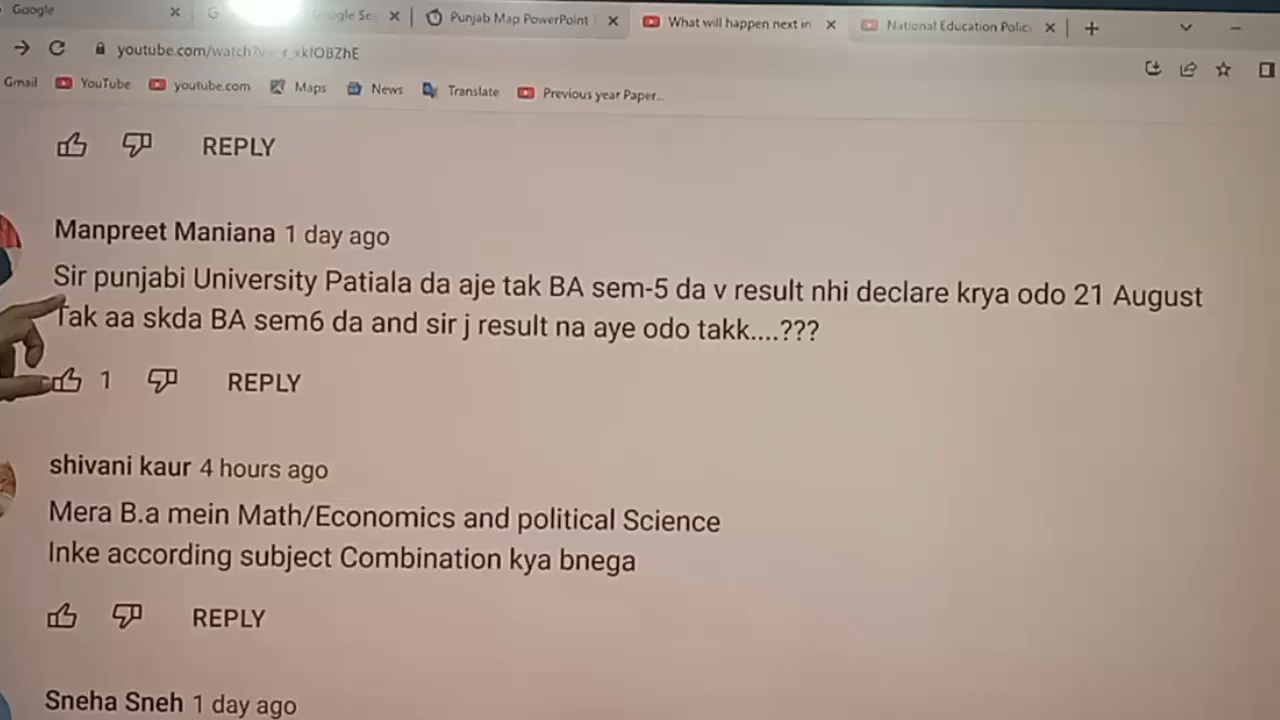 Google
Punjab Map PowerPoint
What will happen next in
National Education Polic
youtube.com/watch?v
Gmail YouTube youtube.com Maps News Translate Previous year Paper...
REPLY
Manpreet Maniana 1 day ago
Sir punjabi University Patiala da aje tak BA sem-5 da v result nhi declare krya odo 21 August
Tak aa skda BA sem6 da and sir j result na aye odo takk....???
1 REPLY
shivani kaur 4 hours ago
Mera B.a mein Math/Economics and political Science
Inke according subject Combination kya bnega
REPLY
Sneha Sneh 1 day ago